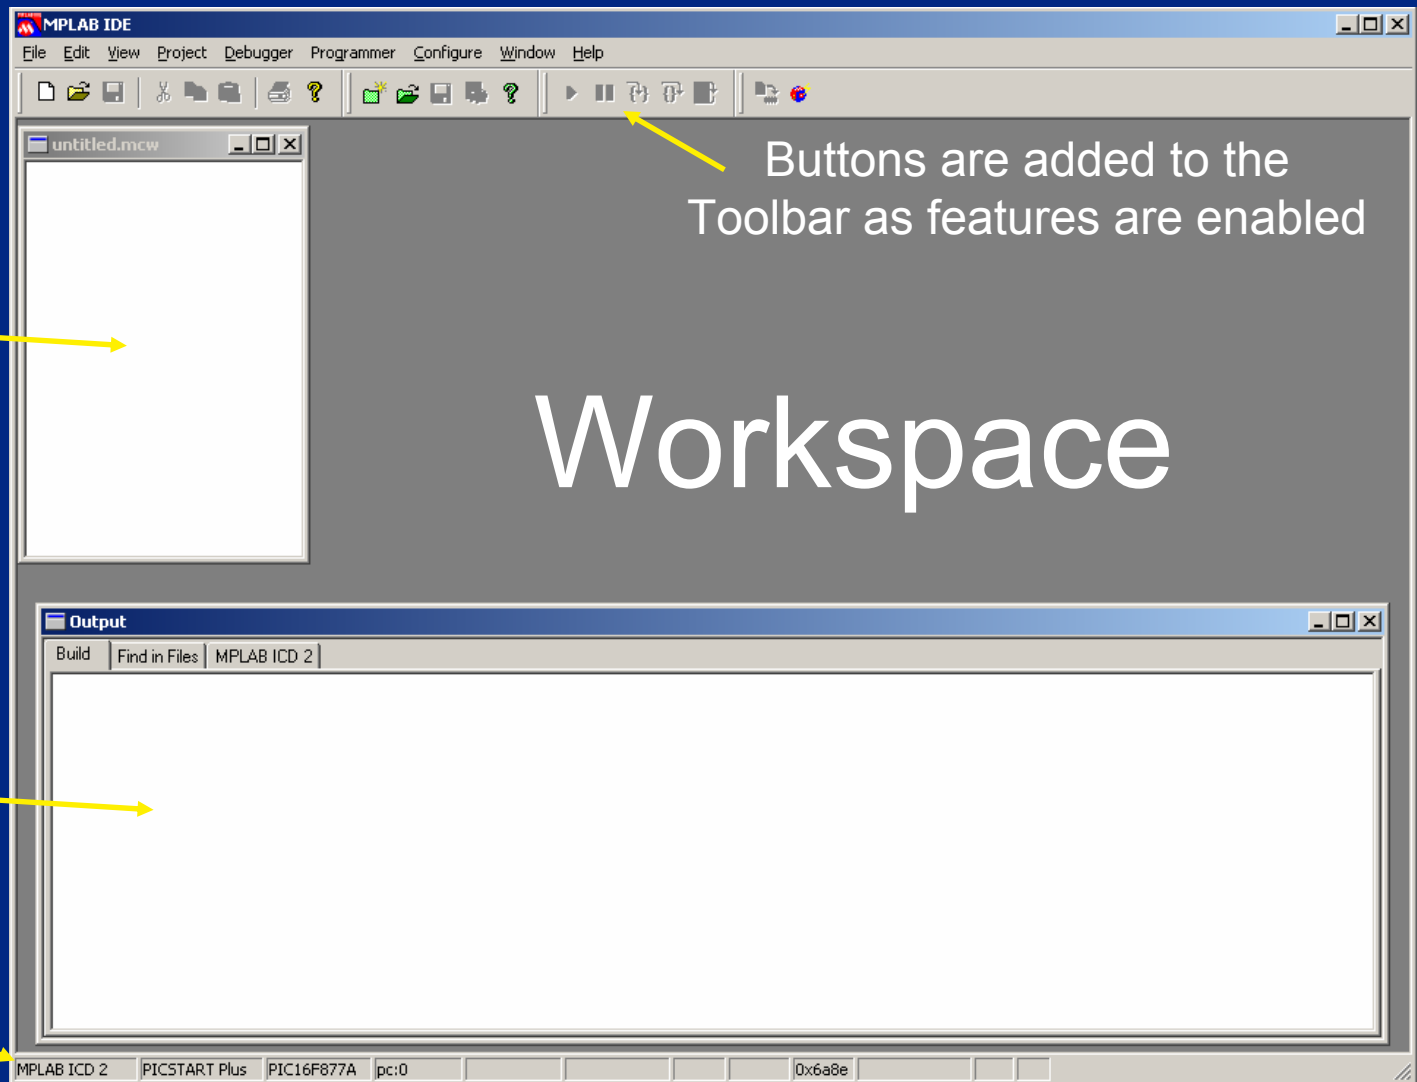 MPLAB IDE
File Edit View Project Debugger Programmer Configure Window Help
untitled.mcw
Buttons are added to the
Toolbar as features are enabled
Workspace
Output
Build Find in Files MPLAB ICD 2
MPLAB ICD 2 PICSTART Plus PIC16F877A pc:0 0x6a8e